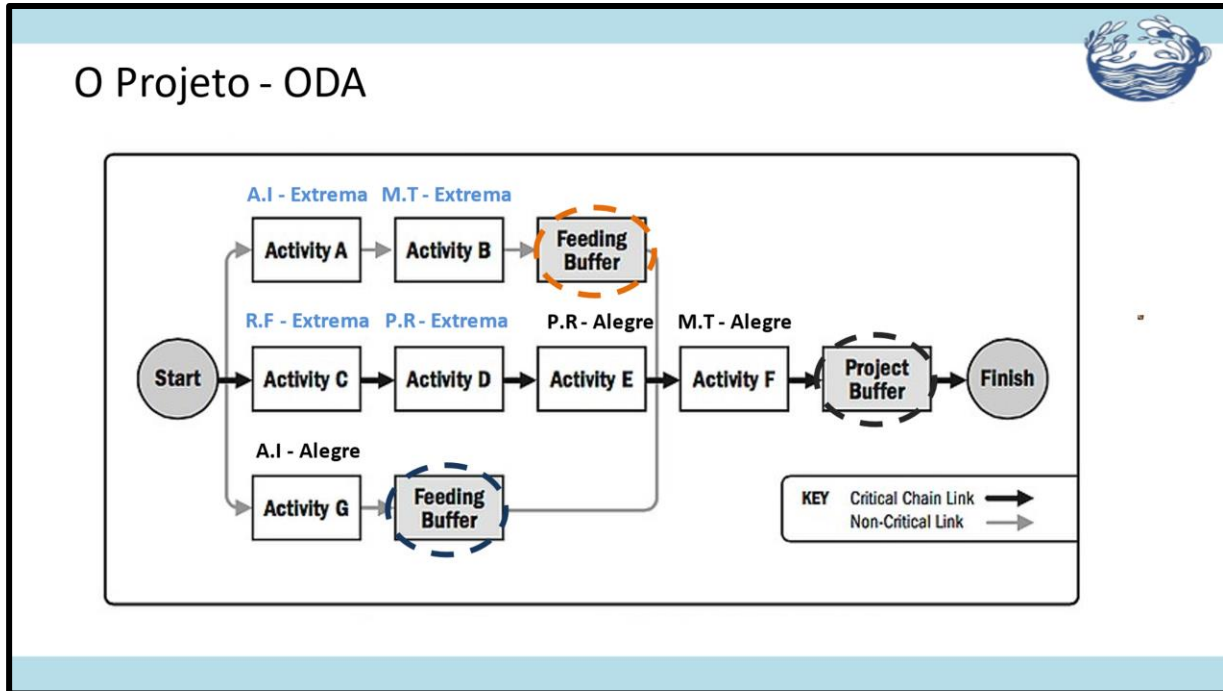 O Projeto - ODA
A.I - Extrema M.T - Extrema
Activity A Activity B Feeding
Buffer
R.F - Extrema P.R - Extrema P.R - Alegre M.T - Alegre
Start Activity C Activity D Activity E Activity F Project
Buffer Finish
A.I - Alegre
Activity G Feeding
Buffer
KEY Critical Chain Link
Non-Critical Link